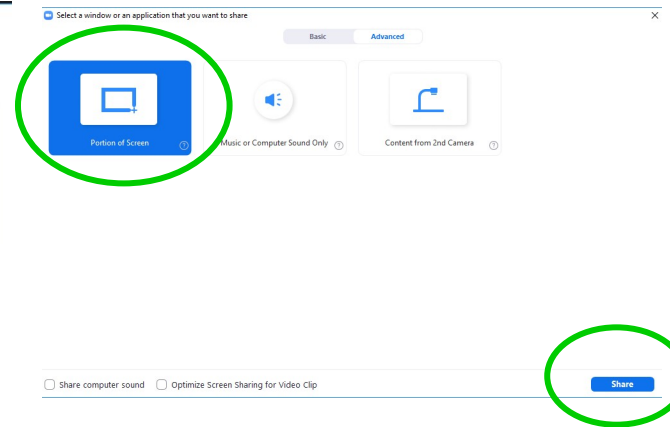 Select a window or an application that you want to share
Basic Advanced
Portion of Screen
Music or Computer Sound Only
Content from 2nd Camera
Share computer sound
Optimize Screen Sharing for Video Clip
Share